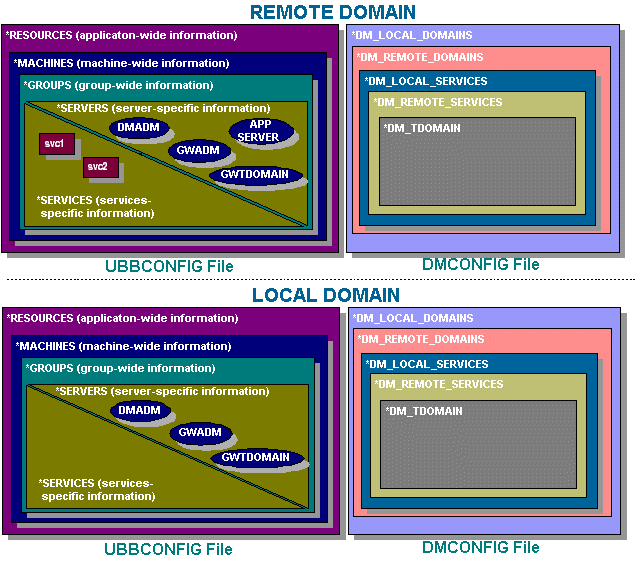 REMOTE DOMAIN
*RESOURCES (applicaton-wide information)
*MACHINES (machine-wide information)
*GROUPS (group-wide information)
*SERVERS (server-specific information)
DMADM
APP
SERVER
GWADM
GWTDOMAIN
svc1
svc2
*SERVICES (services-
specific information)
UBBCONFIG File
*DM_LOCAL_DOMAINS
*DM_REMOTE_DOMAINS
*DM_LOCAL_SERVICES
*DM_REMOTE_SERVICES
*DM_TDOMAIN
DMCONFIG File
LOCAL DOMAIN
*RESOURCES (applicaton-wide information)
*MACHINES (machine-wide information)
*GROUPS (group-wide information)
*SERVERS (server-specific information)
DMADM
GWADM
GWTDOMAIN
*SERVICES (services-
specific information)
UBBCONFIG File
*DM_LOCAL_DOMAINS
*DM_REMOTE_DOMAINS
*DM_LOCAL_SERVICES
*DM_REMOTE_SERVICES
*DM_TDOMAIN
DMCONFIG File